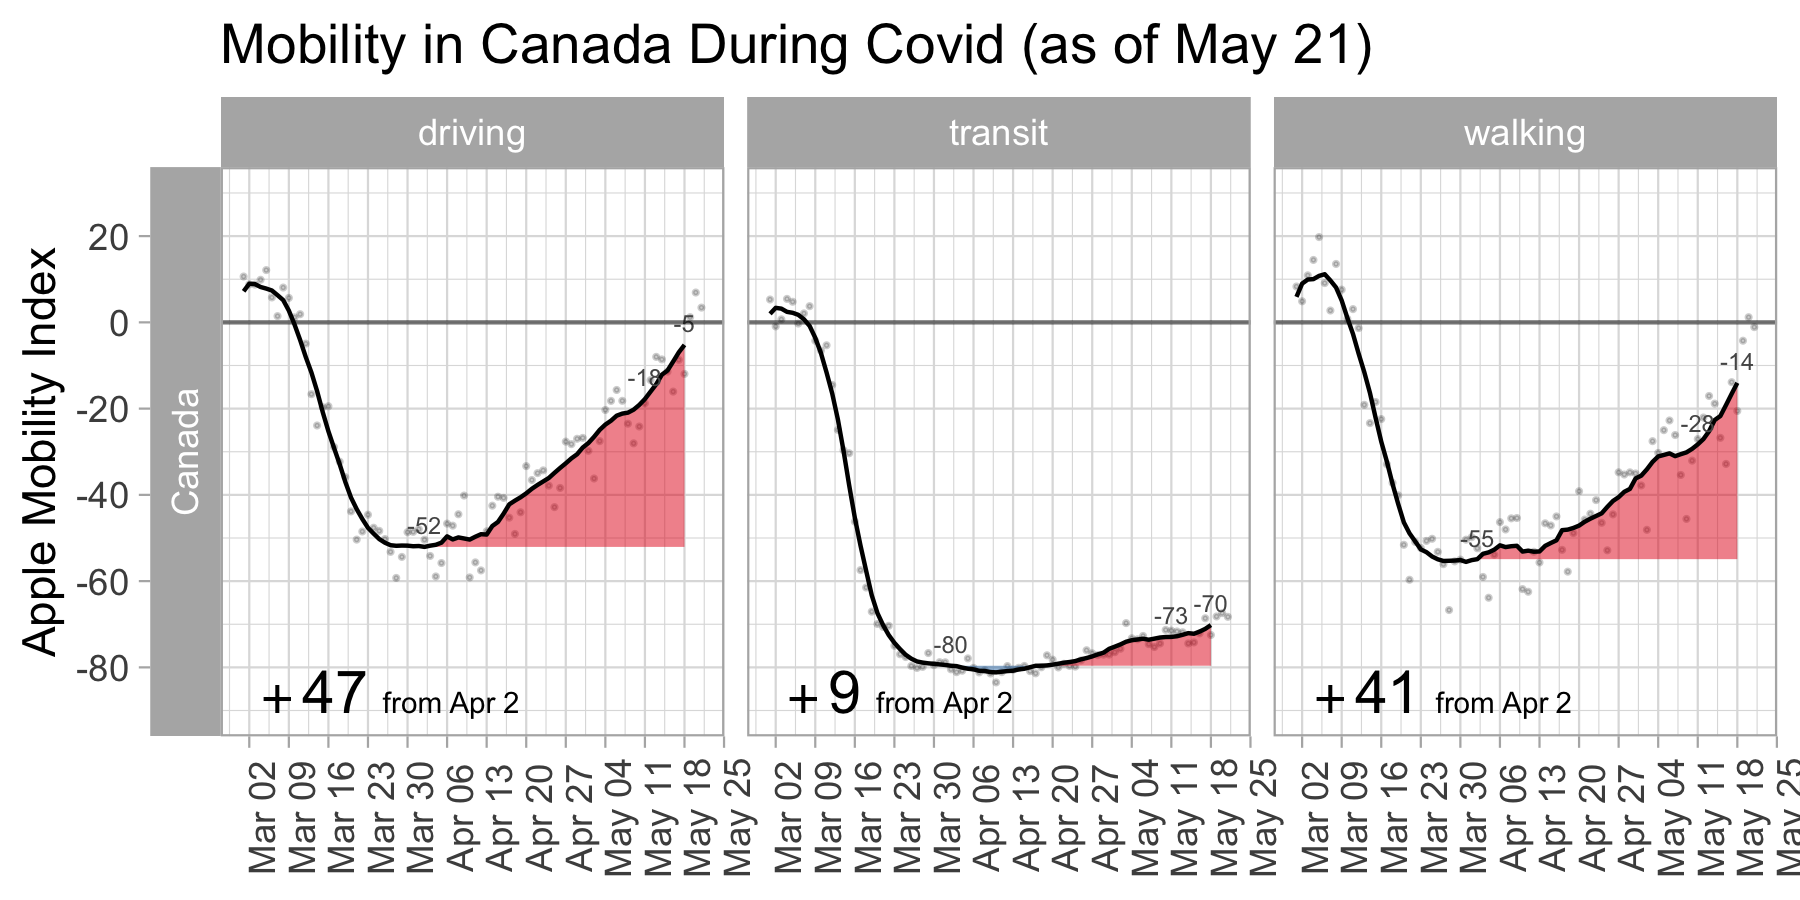 Mobility in Canada During Covid (as of May 21)
driving
transit
walking
Canada
Apple Mobility Index
20
0
-20
-40
-60
-80
-52
-18
-5
+47 from Apr 2
-80
-73
-70
+9 from Apr 2
-55
-28
-14
+41 from Apr 2
Mar 02
Mar 09
Mar 16
Mar 23
Mar 30
Apr 06
Apr 13
Apr 20
Apr 27
May 04
May 11
May 18
May 25
Mar 02
Mar 09
Mar 16
Mar 23
Mar 30
Apr 06
Apr 13
Apr 20
Apr 27
May 04
May 11
May 18
May 25
Mar 02
Mar 09
Mar 16
Mar 23
Mar 30
Apr 06
Apr 13
Apr 20
Apr 27
May 04
May 11
May 18
May 25